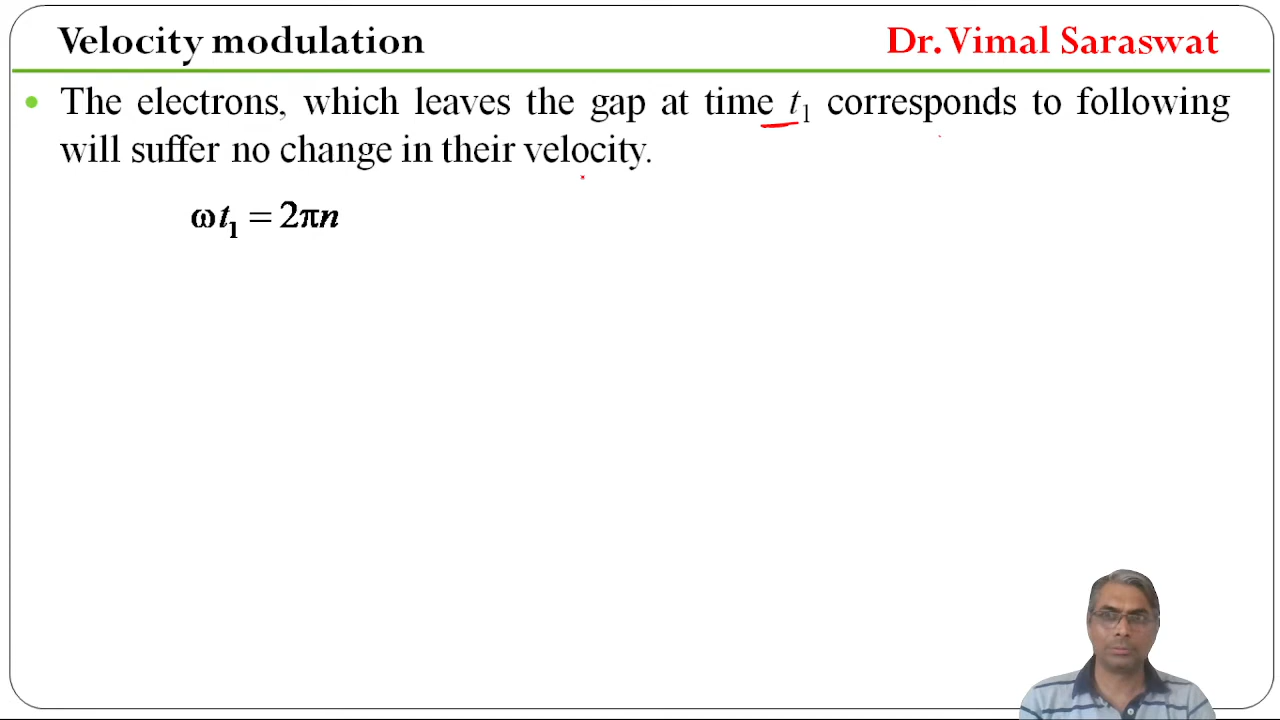 Velocity modulation Dr. Vimal Saraswat
• The electrons, which leaves the gap at time t₁ corresponds to following
will suffer no change in their velocity.
ωt₁ = 2πn